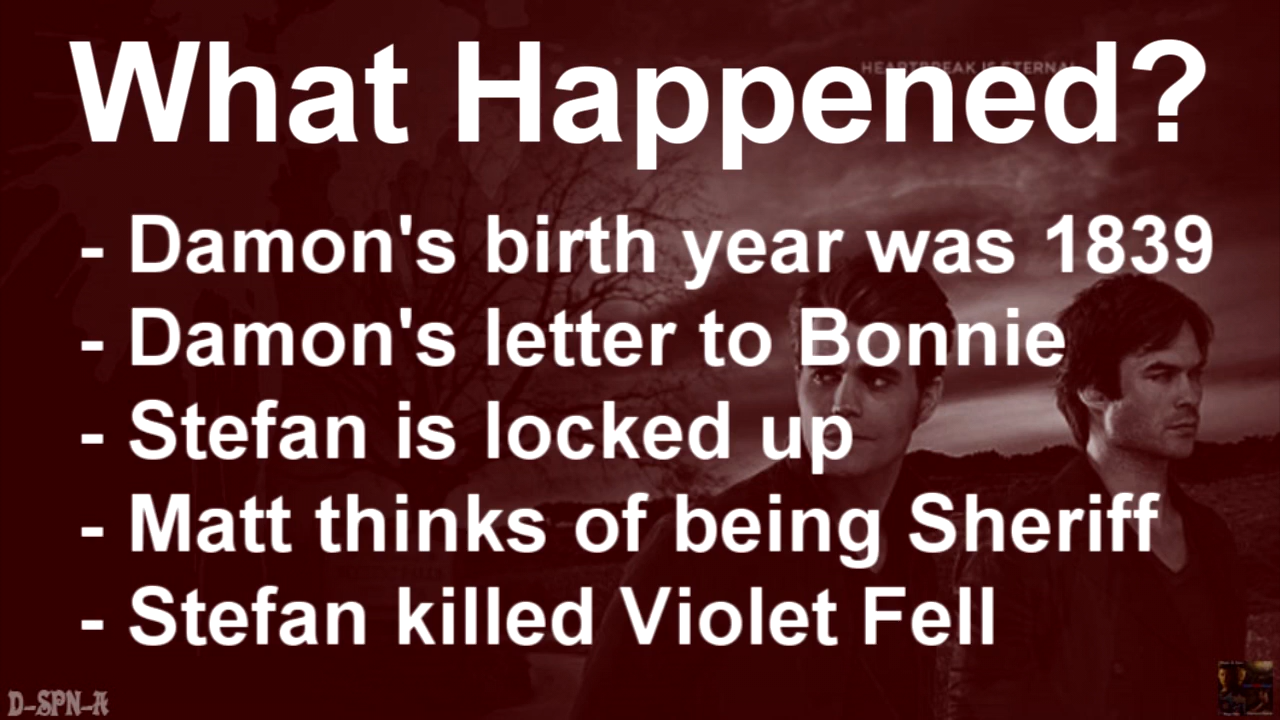 What Happened?
HEARTBREAK IS ETERNAL
- Damon's birth year was 1839
- Damon's letter to Bonnie
- Stefan is locked up
- Matt thinks of being Sheriff
- Stefan killed Violet Fell
D-SPN-A